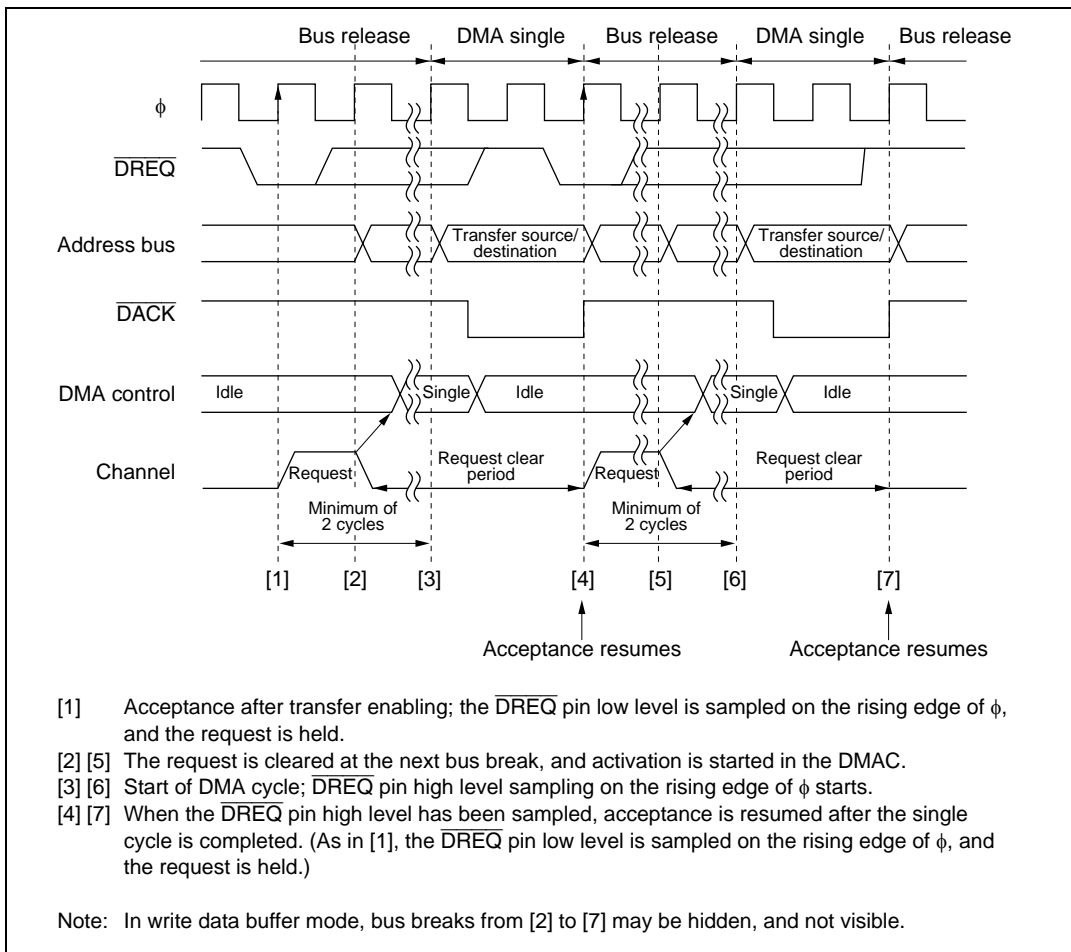 Bus release DMA single Bus release DMA single Bus release
ϕ
DREQ
Address bus
Transfer source/ Transfer source/
destination destination
DACK
DMA control
Idle Single Idle Single Idle
Channel
Request Request clear Request Request clear
period period
Minimum of Minimum of
2 cycles 2 cycles
[1] [2] [3] [4] [5] [6] [7]
Acceptance resumes Acceptance resumes
[1] Acceptance after transfer enabling; the DREQ pin low level is sampled on the rising edge of ϕ,
and the request is held.
[2] [5] The request is cleared at the next bus break, and activation is started in the DMAC.
[3] [6] Start of DMA cycle; DREQ pin high level sampling on the rising edge of ϕ starts.
[4] [7] When the DREQ pin high level has been sampled, acceptance is resumed after the single
cycle is completed. (As in [1], the DREQ pin low level is sampled on the rising edge of ϕ, and
the request is held.)
Note: In write data buffer mode, bus breaks from [2] to [7] may be hidden, and not visible.